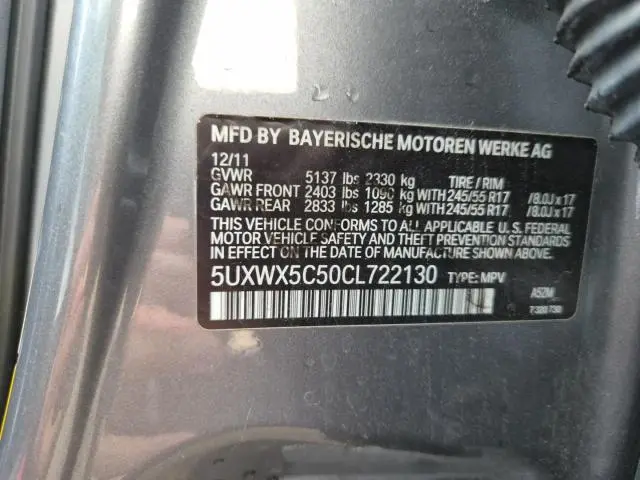 MFD BY BAYERISCHE MOTOREN WERKE AG
12/11
GVWR 5137 lbs 2330 kg TIRE / RIM
GAWR FRONT 2403 lbs 1090 kg WITH 245/55 R17 / 8.0J x 17
GAWR REAR 2833 lbs 1285 kg WITH 245/55 R17 / 8.0J x 17
THIS VEHICLE CONFORMS TO ALL APPLICABLE U.S. FEDERAL
MOTOR VEHICLE SAFETY AND THEFT PREVENTION STANDARDS
IN EFFECT ON THE DATE OF MANUFACTURE SHOWN ABOVE.
5UXWX5C50CL722130 TYPE: MPV
A52M